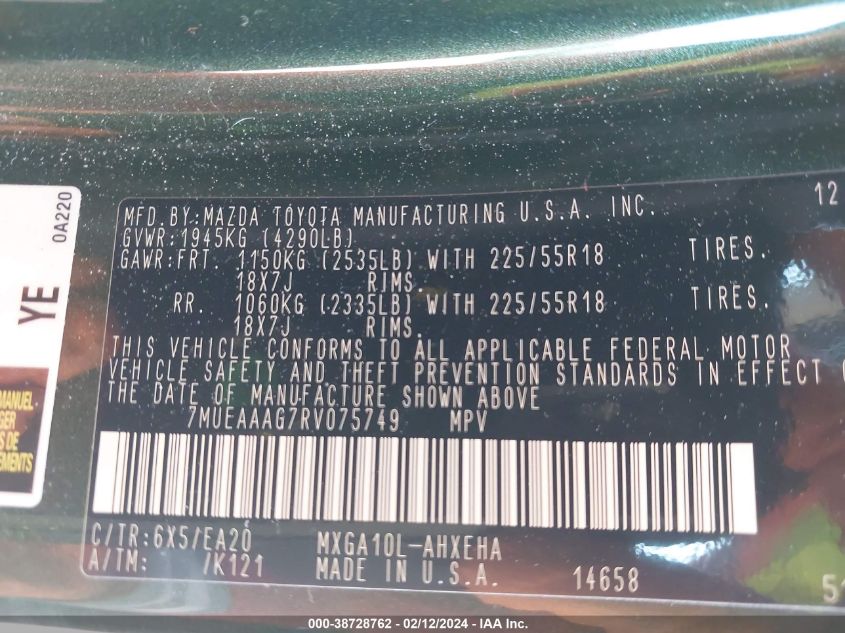 0A220
YE
MANUEL
12
MFD.BY:MAZDA TOYOTA MANUFACTURING U.S.A. INC.
GVWR:1945KG (4290LB)
GAWR:FRT. 1150KG (2535LB) WITH 225/55R18 TIRES.
18X7J RIMS.
RR. 1060KG (2335LB) WITH 225/55R18 TIRES.
18X7J RIMS.
THIS VEHICLE CONFORMS TO ALL APPLICABLE FEDERAL MOTOR
VEHICLE SAFETY AND THEFT PREVENTION STANDARDS IN EFFECT
THE DATE OF MANUFACTURE SHOWN ABOVE
7MUEAAAG7RV075749 MPV
C/TR:6X5/EA20 MXGA10L-AHXEHA
A/TM: /K121 MADE IN U.S.A. 14658
000-38728762 - 02/12/2024 - IAA Inc.